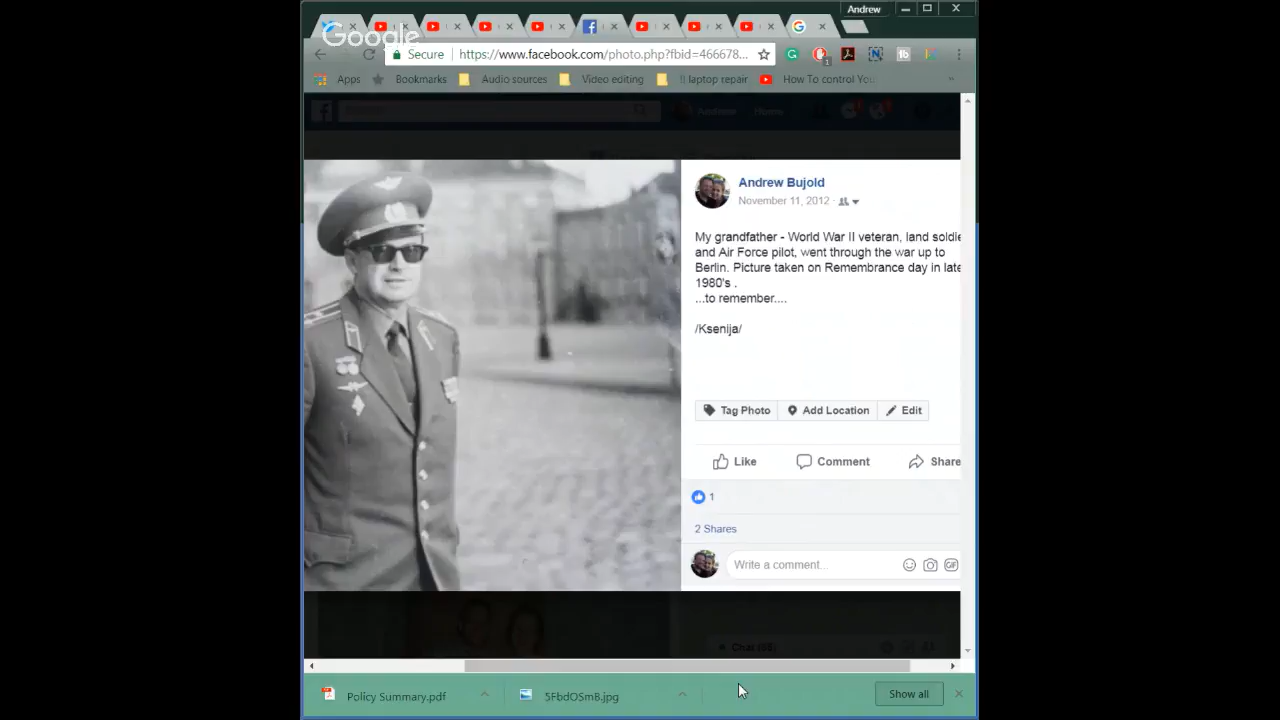 Andrew
Google
Secure
https://www.facebook.com/photo.php?fbid=466678...
Apps
Bookmarks
Audio sources
Video editing
!! laptop repair
How To control You
Andrew
Home
Andrew Bujold
November 11, 2012
My grandfather - World War II veteran, land soldie
and Air Force pilot, went through the war up to
Berlin. Picture taken on Remembrance day in late
1980's .
...to remember....
/Ksenija/
Tag Photo
Add Location
Edit
Like
Comment
Share
1
2 Shares
Write a comment...
GIF
Policy Summary.pdf
5FbdOSmB.jpg
Show all